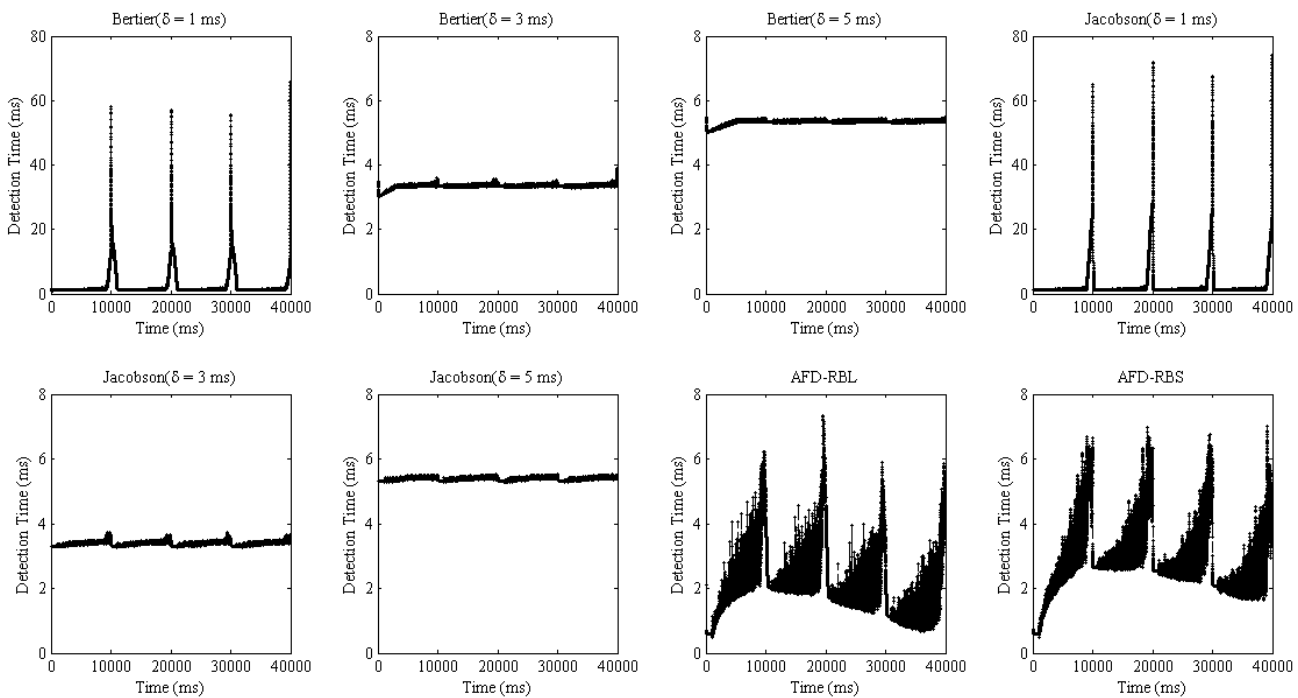 Bertier(δ = 1 ms)
Detection Time (ms)
80
60
40
20
0
0 10000 20000 30000 40000
Time (ms)
Bertier(δ = 3 ms)
Detection Time (ms)
8
6
4
2
0
0 10000 20000 30000 40000
Time (ms)
Bertier(δ = 5 ms)
Detection Time (ms)
8
6
4
2
0
0 10000 20000 30000 40000
Time (ms)
Jacobson(δ = 1 ms)
Detection Time (ms)
80
60
40
20
0
0 10000 20000 30000 40000
Time (ms)
Jacobson(δ = 3 ms)
Detection Time (ms)
8
6
4
2
0
0 10000 20000 30000 40000
Time (ms)
Jacobson(δ = 5 ms)
Detection Time (ms)
8
6
4
2
0
0 10000 20000 30000 40000
Time (ms)
AFD-RBL
Detection Time (ms)
8
6
4
2
0
0 10000 20000 30000 40000
Time (ms)
AFD-RBS
Detection Time (ms)
8
6
4
2
0
0 10000 20000 30000 40000
Time (ms)